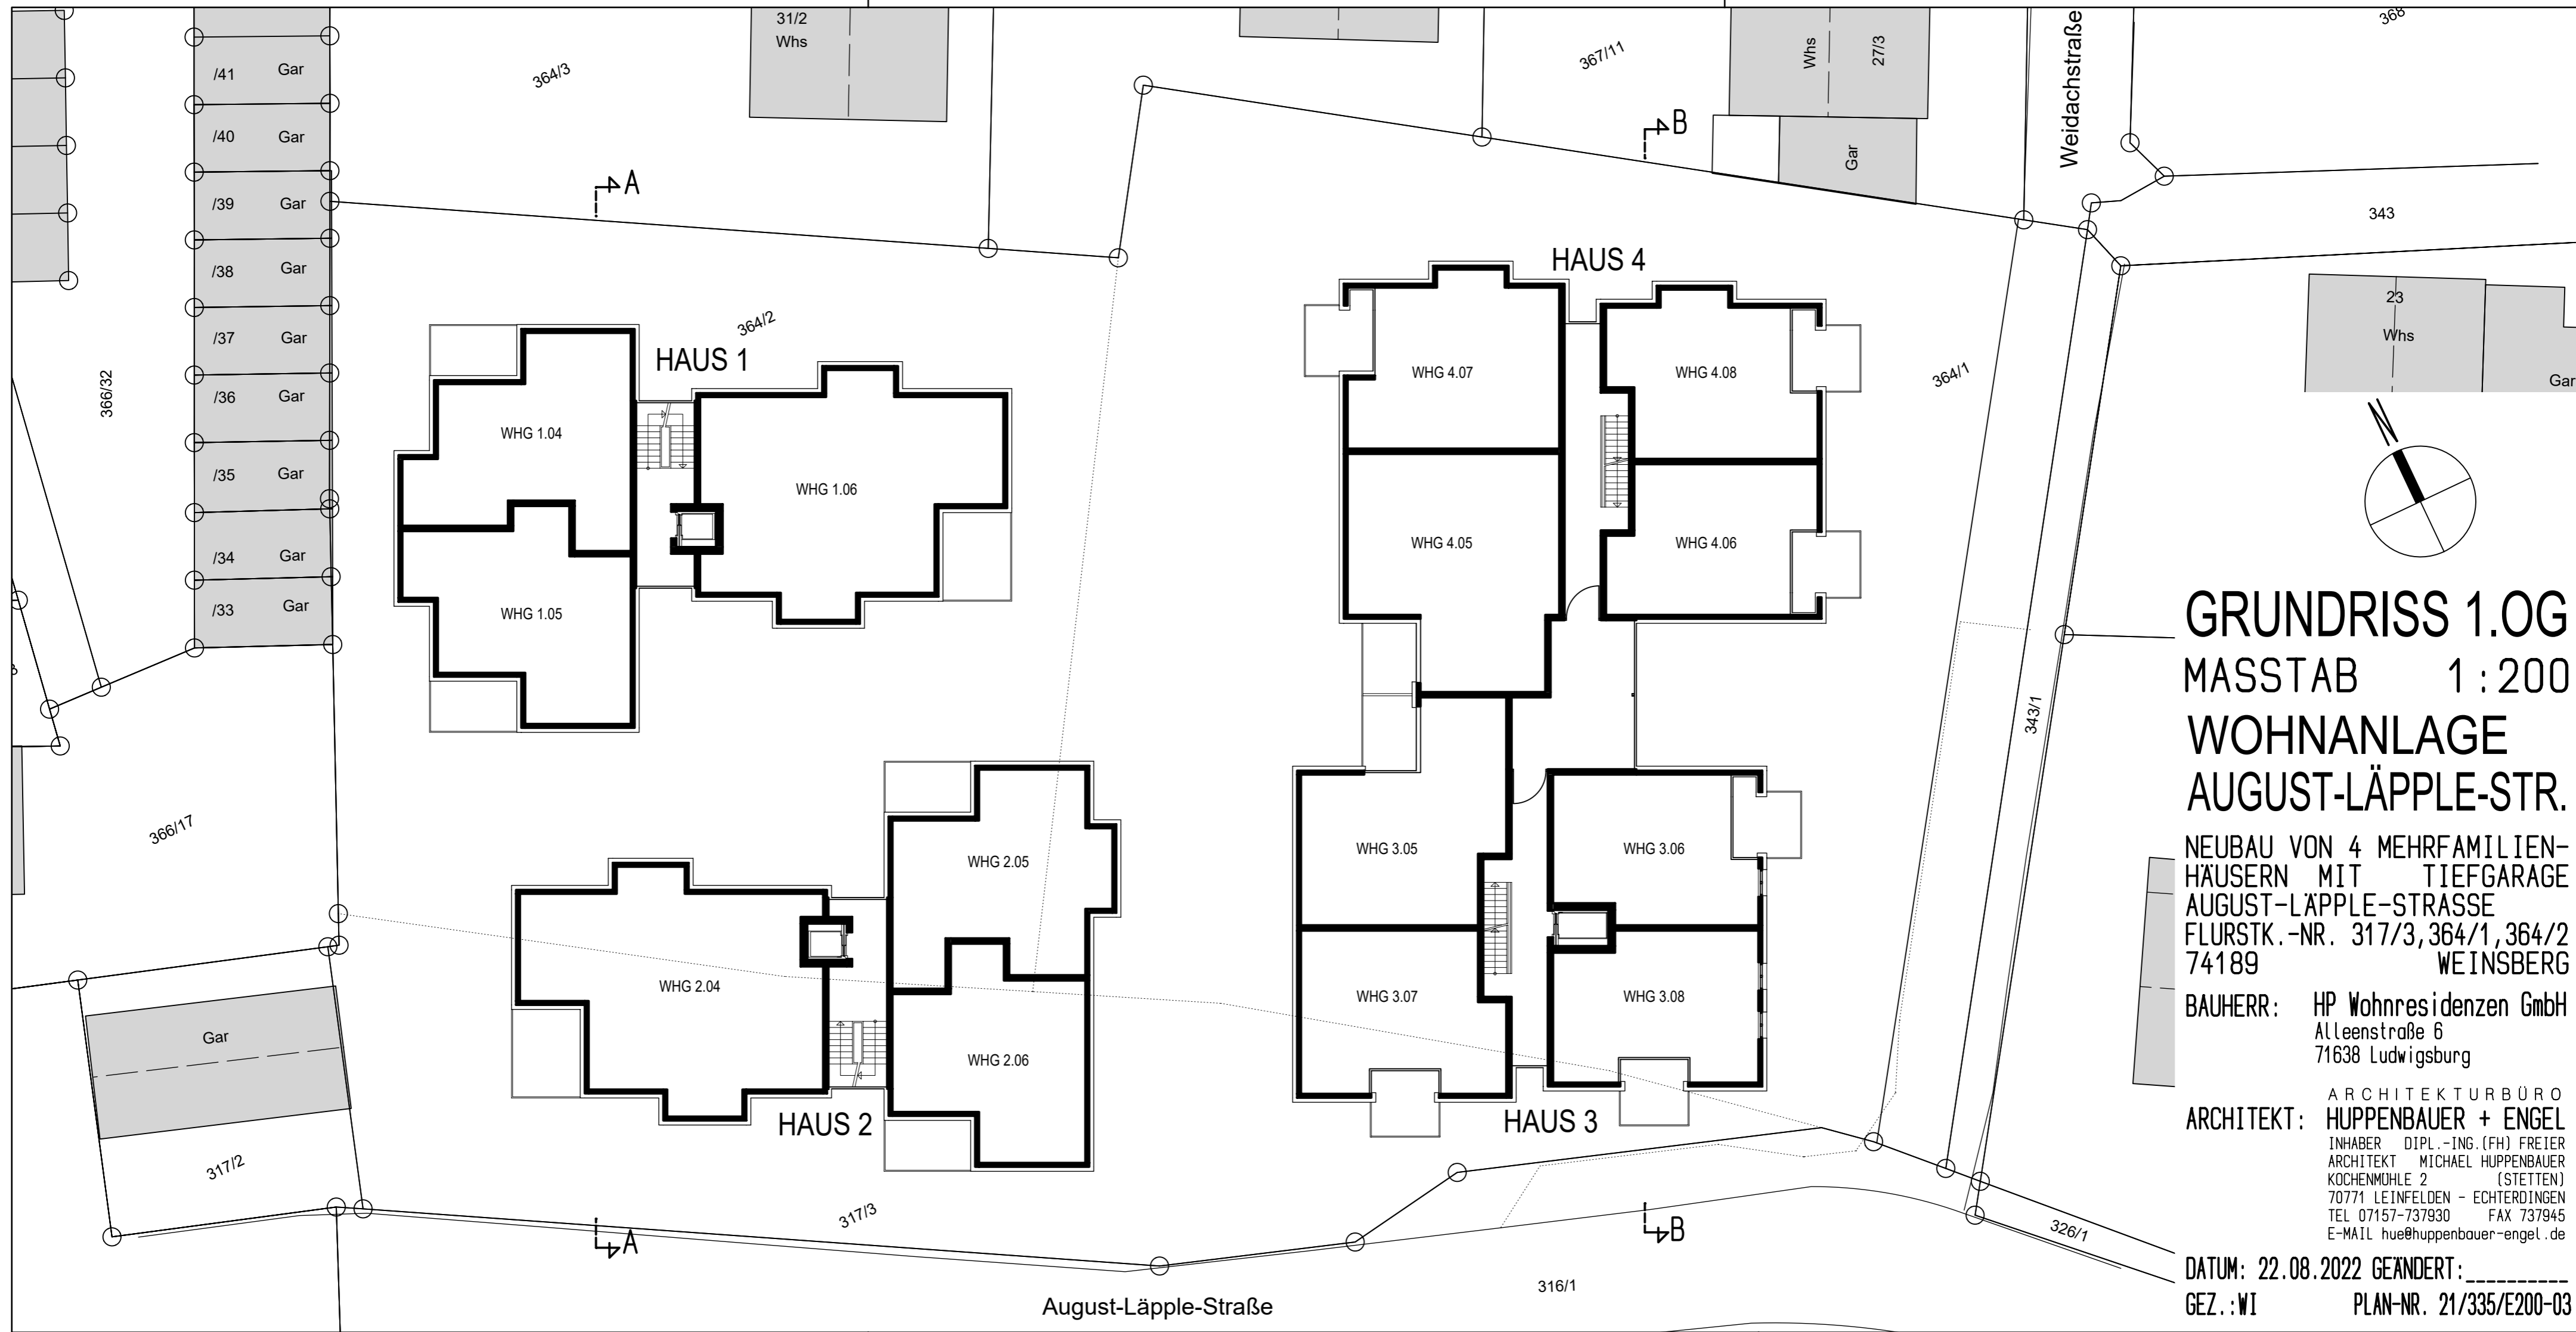 31/2
Whs
364/3
367/11
Whs
27/3
Gar
Weidachstraße
368
343
/41 Gar
/40 Gar
/39 Gar
/38 Gar
/37 Gar
/36 Gar
/35 Gar
/34 Gar
/33 Gar
366/32
A
B
364/2
364/1
23
Whs
Gar
N
HAUS 1
WHG 1.04
WHG 1.05
WHG 1.06
HAUS 4
WHG 4.07
WHG 4.08
WHG 4.05
WHG 4.06
366/17
343/1
WHG 2.05
WHG 2.04
WHG 2.06
HAUS 2
WHG 3.05
WHG 3.06
WHG 3.07
WHG 3.08
HAUS 3
Gar
317/2
317/3
A
B
316/1
326/1
August-Läpple-Straße
GRUNDRISS 1.OG
MASSTAB 1:200
WOHNANLAGE
AUGUST-LÄPPLE-STR.
NEUBAU VON 4 MEHRFAMILIEN-
HÄUSERN MIT TIEFGARAGE
AUGUST-LÄPPLE-STRASSE
FLURSTK.-NR. 317/3,364/1,364/2
74189 WEINSBERG
BAUHERR: HP Wohnresidenzen GmbH
Alleenstraße 6
71638 Ludwigsburg
ARCHITEKTURBÜRO
ARCHITEKT: HUPPENBAUER + ENGEL
INHABER DIPL.-ING.(FH) FREIER
ARCHITEKT MICHAEL HUPPENBAUER
KOCHENMÜHLE 2 (STETTEN)
70771 LEINFELDEN - ECHTERDINGEN
TEL 07157-737930 FAX 737945
E-MAIL hue@huppenbauer-engel.de
DATUM: 22.08.2022 GEÄNDERT:__________
GEZ.:WI PLAN-NR. 21/335/E200-03